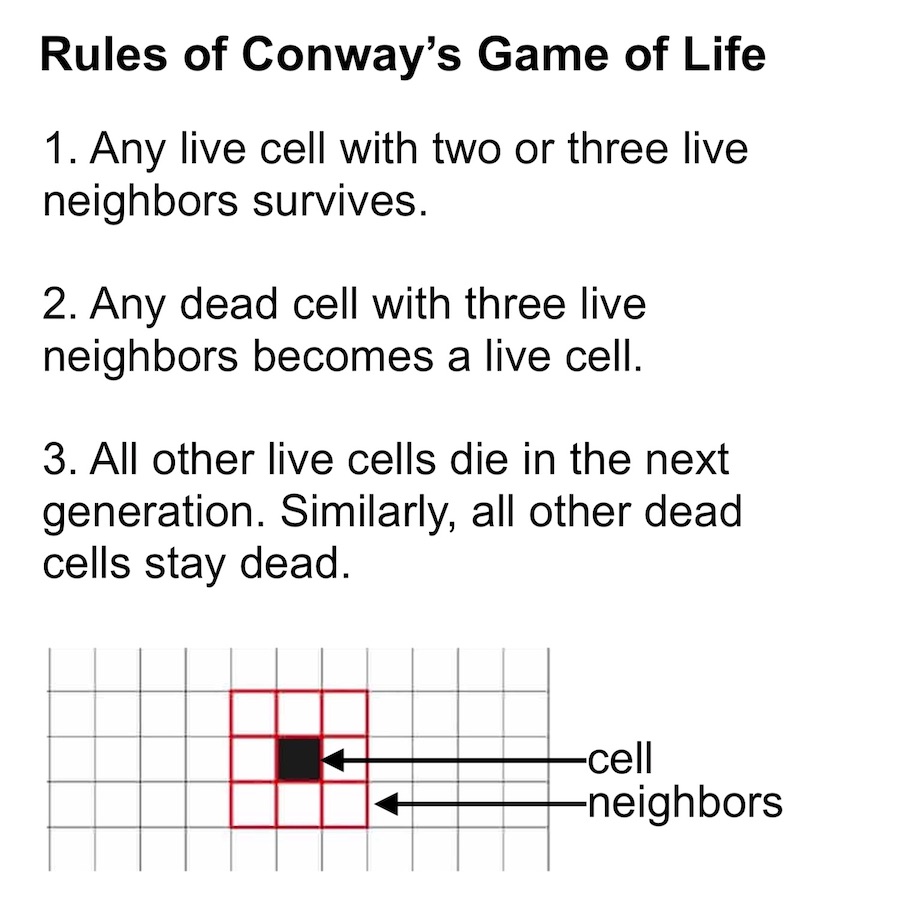 Rules of Conway’s Game of Life
1. Any live cell with two or three live
neighbors survives.
2. Any dead cell with three live
neighbors becomes a live cell.
3. All other live cells die in the next
generation. Similarly, all other dead
cells stay dead.
cell
neighbors